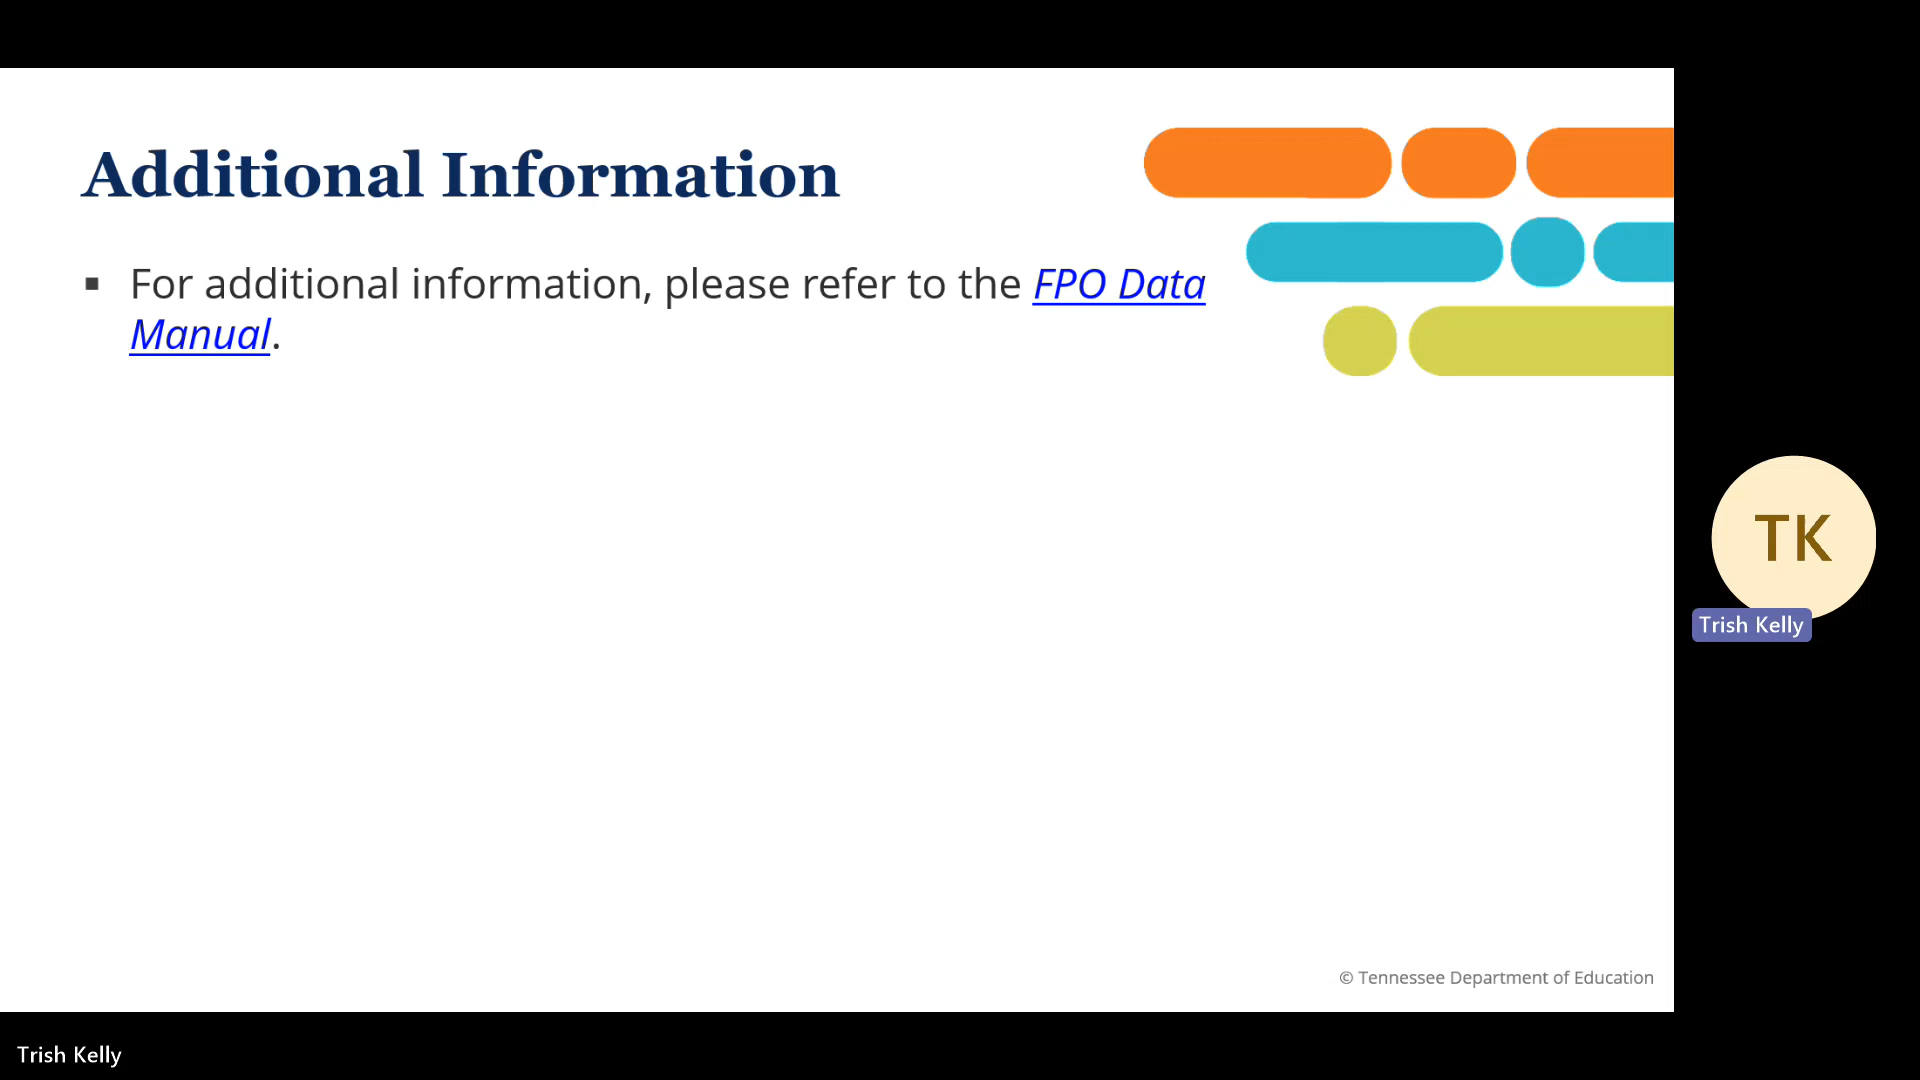 Additional Information
▪ For additional information, please refer to the FPO Data
Manual.
TK
Trish Kelly
© Tennessee Department of Education
Trish Kelly